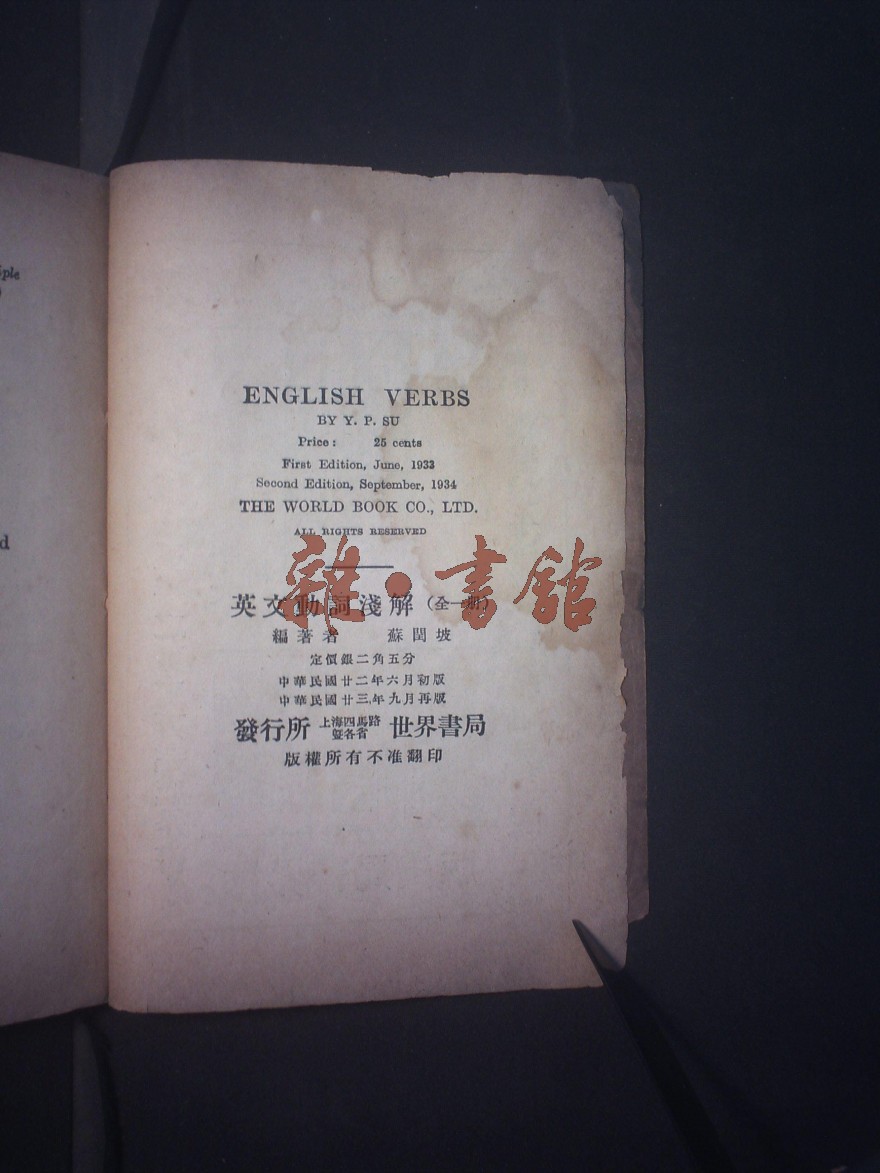 ple
d
ENGLISH VERBS
BY Y. P. SU
Price: 25 cents
First Edition, June, 1933
Second Edition, September, 1934
THE WORLD BOOK CO., LTD.
ALL RIGHTS RESERVED
雜·書館
英文動詞淺解（全一册）
編著者 蘇閏坡
定價銀二角五分
中華民國廿二年六月初版
中華民國廿三年九月再版
發行所 上海四馬路暨各省 世界書局
版權所有不准翻印